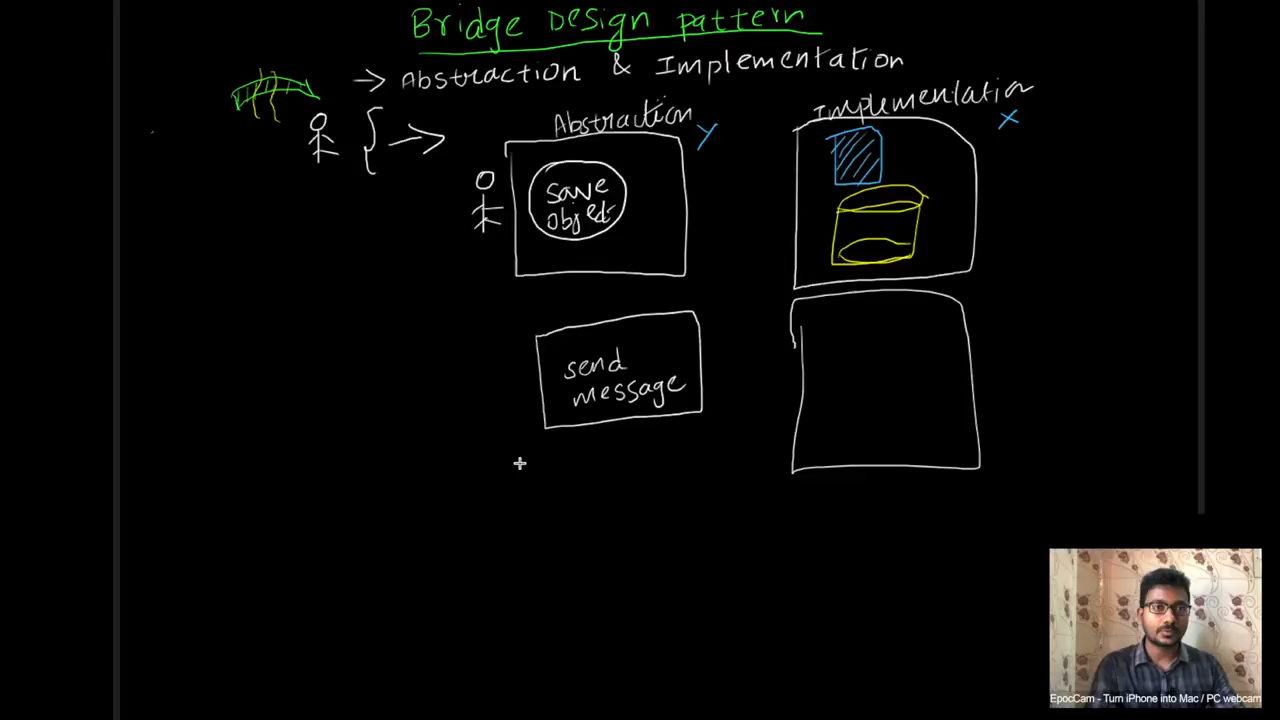 Bridge Design pattern
→ Abstraction & Implementation
Abstraction
Implementation
Y
X
save
object
send
message
EpocCam - Turn iPhone into Mac / PC webcam